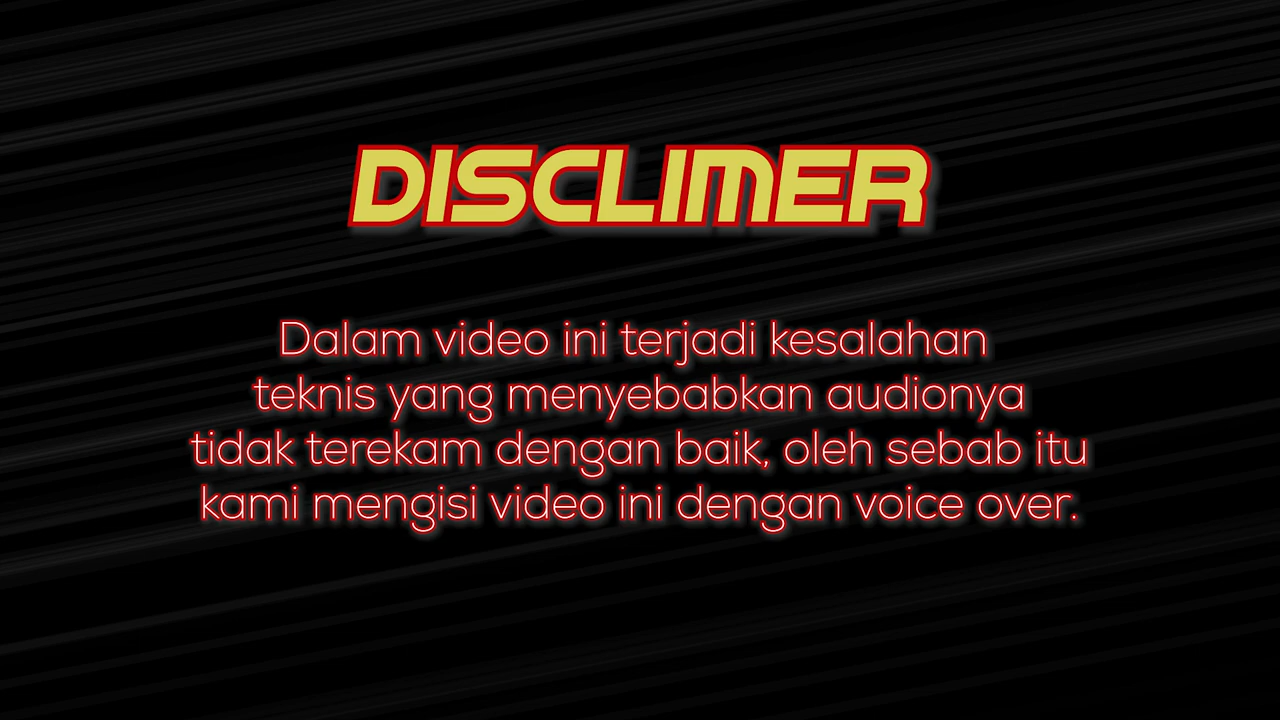 DISCLIMER
Dalam video ini terjadi kesalahan
teknis yang menyebabkan audionya
tidak terekam dengan baik, oleh sebab itu
kami mengisi video ini dengan voice over.